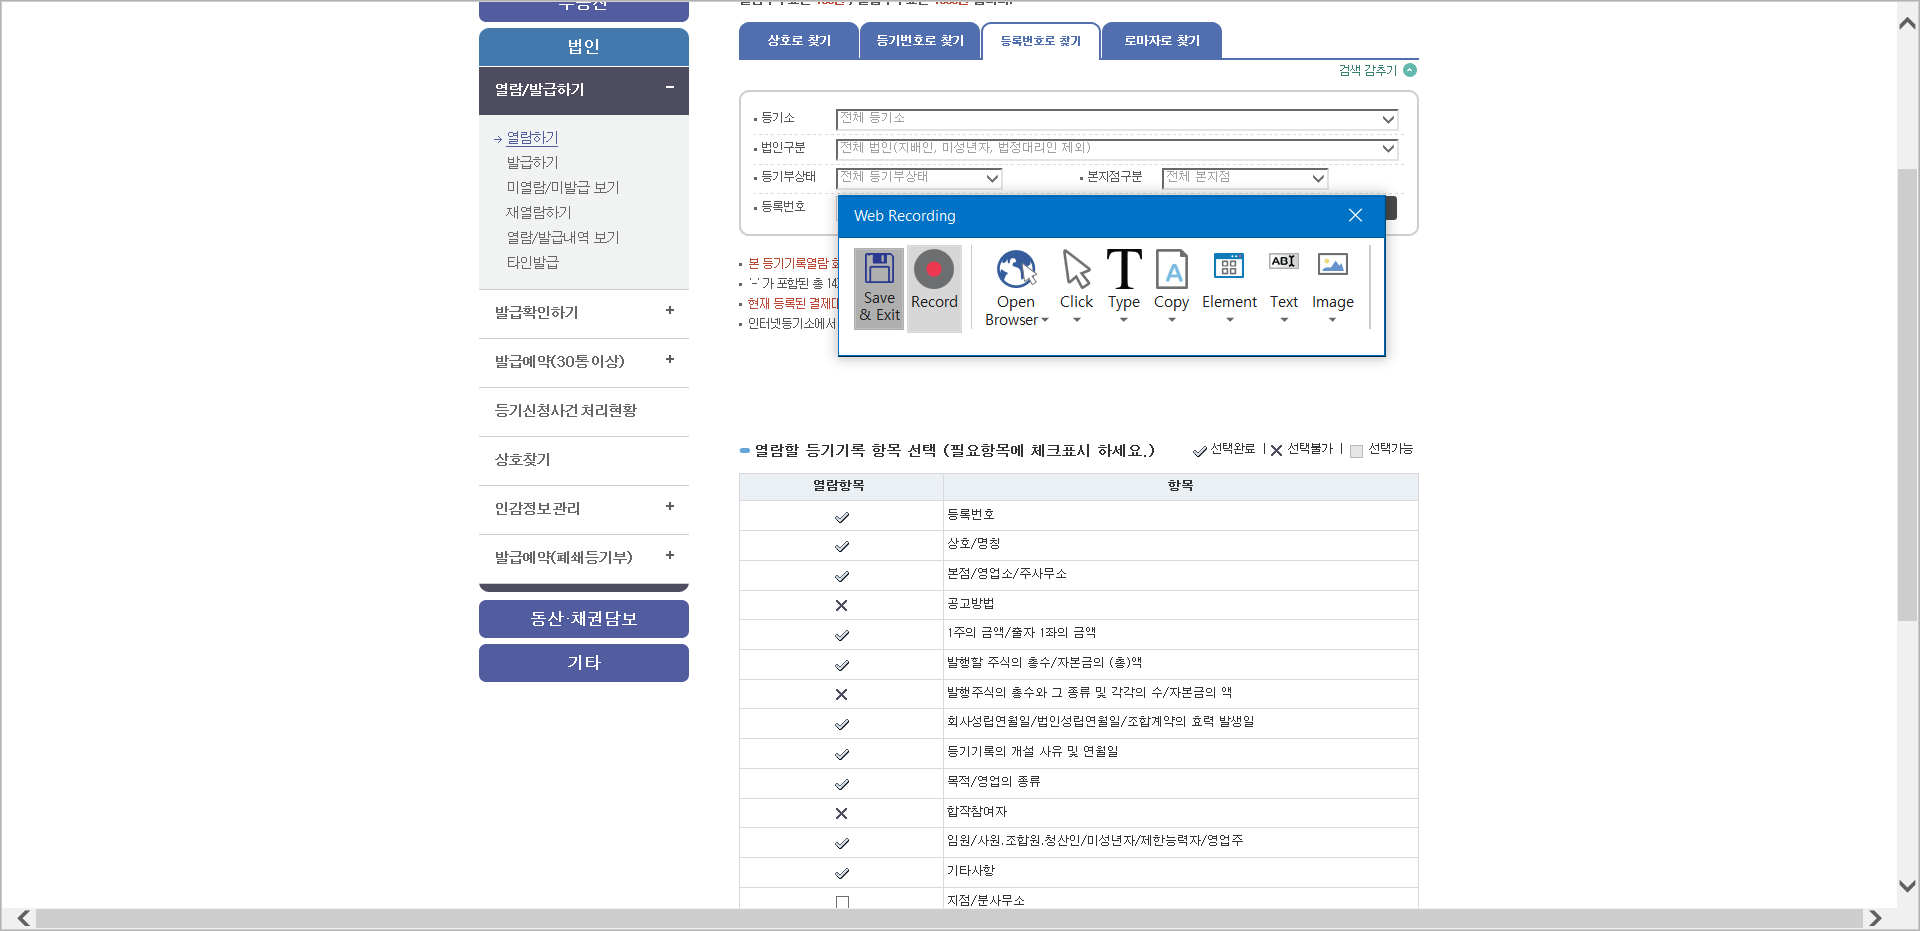 법인
열람/발급하기
열람하기
발급하기
미열람/미발급 보기
재열람하기
열람/발급내역 보기
타인발급
발급확인하기
발급예약(30통 이상)
등기신청사건 처리현황
상호찾기
인감정보관리
발급예약(폐쇄등기부)
동산·채권담보
기타
상호로 찾기 등기번호로 찾기 등록번호로 찾기 로마자로 찾기
검색 감추기
등기소 전체 등기소
법인구분 전체 법인(지배인, 미성년자, 법정대리인 제외)
등기부상태 전체 등기부상태 본지점구분 전체 본지점
등록번호
Web Recording
Save & Exit
Record
Open Browser
Click
Type
Copy
Element
Text
Image
본 등기기록열람
'-' 가 포함된 총 14
현재 등록된 결제
인터넷등기소에서
열람할 등기기록 항목 선택 (필요항목에 체크표시 하세요.) 선택완료 | 선택불가 | 선택가능
열람항목 항목
등록번호
상호/명칭
본점/영업소/주사무소
공고방법
1주의 금액/출자 1좌의 금액
발행할 주식의 총수/자본금의 (총)액
발행주식의 총수와 그 종류 및 각각의 수/자본금의 액
회사성립연월일/법인성립연월일/조합계약의 효력 발생일
등기기록의 개설 사유 및 연월일
목적/영업의 종류
합작참여자
임원/사원.조합원.청산인/미성년자/제한능력자/영업주
기타사항
지점/분사무소